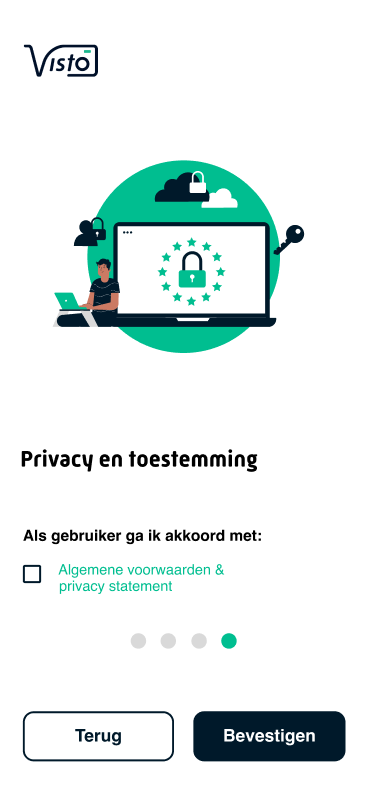 Visto
Privacy en toestemming
Als gebruiker ga ik akkoord met:
Algemene voorwaarden &
privacy statement
Terug
Bevestigen